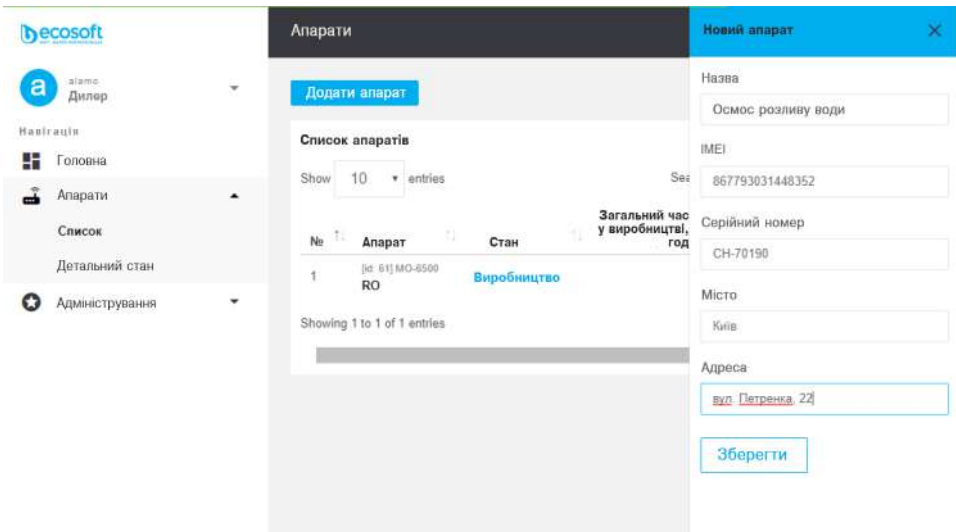 ecosoft
a
alamo
Дилер
Навігація
Головна
Апарати
Список
Детальний стан
Адміністрування
Апарати
Додати апарат
Список апаратів
Show 10 entries
Sea
№ Апарат Стан Загальний час у виробництві, год
1 [id: 61] MO-6500 RO Виробництво
Showing 1 to 1 of 1 entries
Новий апарат
Назва
Осмос розливу води
IMEI
867793031448352
Серійний номер
CH-70190
Місто
Київ
Адреса
вул. Петренка, 22
Зберегти